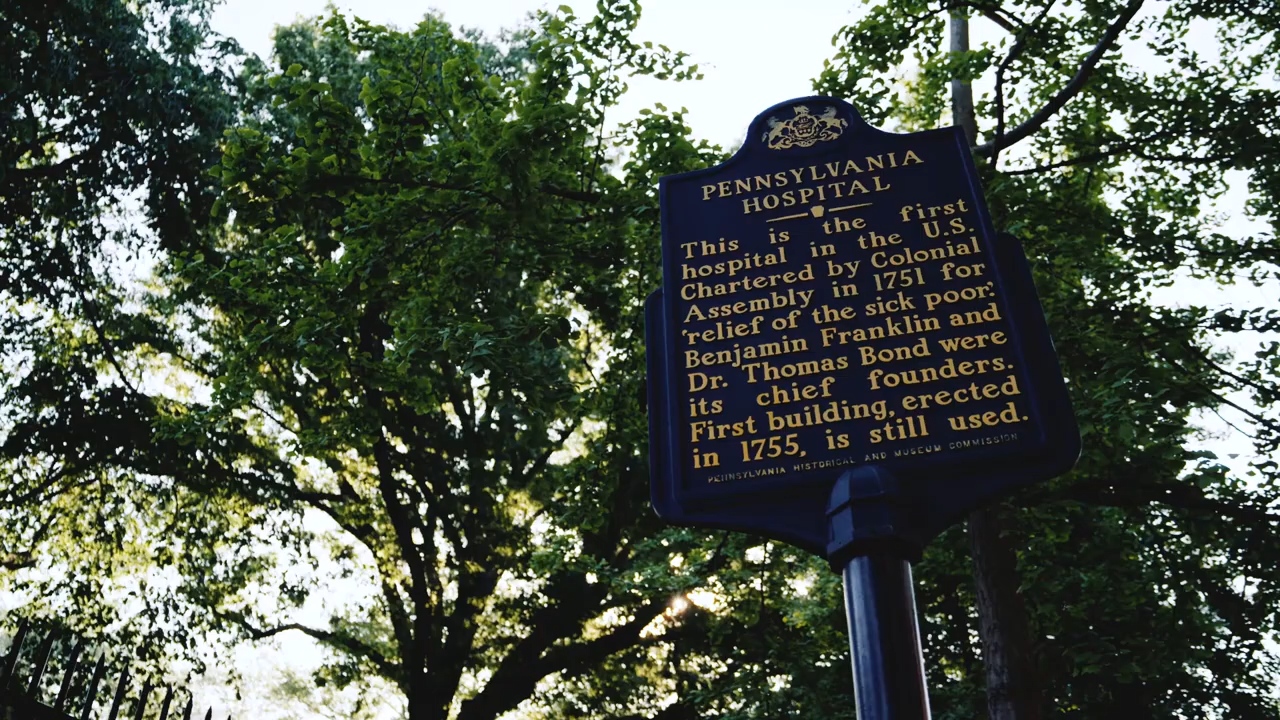 PENNSYLVANIA
HOSPITAL
This is the first
hospital in the U.S.
Chartered by Colonial
Assembly in 1751 for
'relief of the sick poor.'
Benjamin Franklin and
Dr. Thomas Bond were
its chief founders.
First building, erected
in 1755, is still used.
PENNSYLVANIA HISTORICAL AND MUSEUM COMMISSION